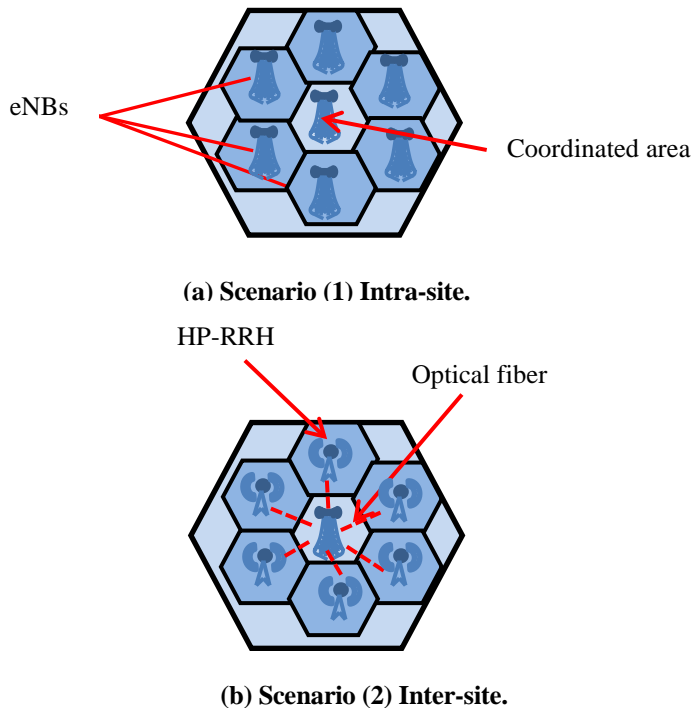 eNBs
Coordinated area
(a) Scenario (1) Intra-site.
HP-RRH
Optical fiber
(b) Scenario (2) Inter-site.